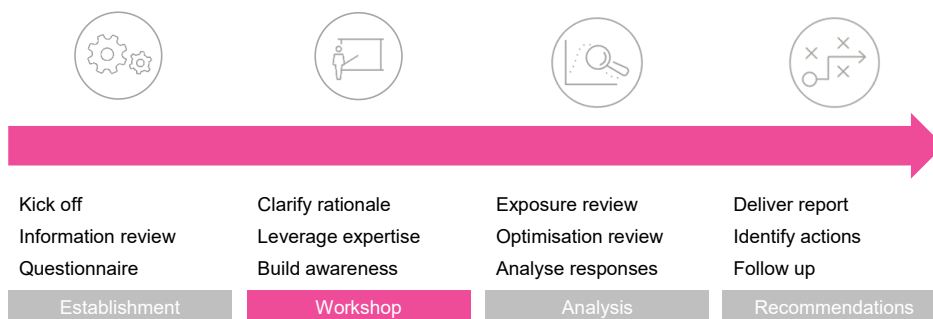 Kick off
Information review
Questionnaire
Establishment
Clarify rationale
Leverage expertise
Build awareness
Workshop
Exposure review
Optimisation review
Analyse responses
Analysis
Deliver report
Identify actions
Follow up
Recommendations